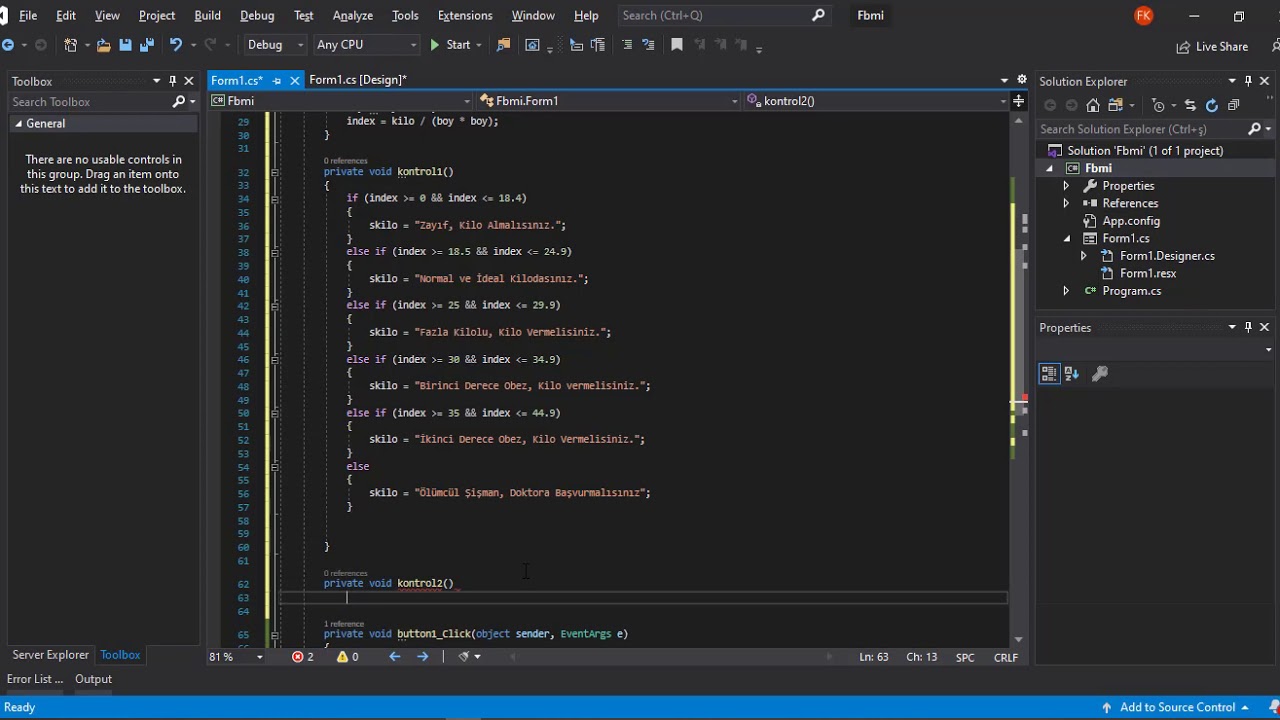 File Edit View Project Build Debug Test Analyze Tools Extensions Window Help Search (Ctrl+Q) Fbmi FK
Debug Any CPU Start Live Share
Toolbox
Search Toolbox
General
There are no usable controls in
this group. Drag an item onto
this text to add it to the toolbox.
Server Explorer Toolbox
Form1.cs* Form1.cs [Design]*
Fbmi Fbmi.Form1 kontrol2()
29 index = kilo / (boy * boy);
30 }
31
0 references
32 private void kontrol1()
33 {
34 if (index >= 0 && index <= 18.4)
35 {
36 skilo = "Zayıf, Kilo Almalısınız.";
37 }
38 else if (index >= 18.5 && index <= 24.9)
39 {
40 skilo = "Normal ve İdeal Kilodasınız.";
41 }
42 else if (index >= 25 && index <= 29.9)
43 {
44 skilo = "Fazla Kilolu, Kilo Vermelisiniz.";
45 }
46 else if (index >= 30 && index <= 34.9)
47 {
48 skilo = "Birinci Derece Obez, Kilo vermelisiniz.";
49 }
50 else if (index >= 35 && index <= 44.9)
51 {
52 skilo = "İkinci Derece Obez, Kilo Vermelisiniz.";
53 }
54 else
55 {
56 skilo = "Ölümcül Şişman, Doktora Başvurmalısınız";
57 }
58
59
60 }
61
0 references
62 private void kontrol2()
63
64
1 reference
65 private void button1_Click(object sender, EventArgs e)
81 % 2 0 Ln: 63 Ch: 13 SPC CRLF
Solution Explorer
Search Solution Explorer (Ctrl+ş)
Solution 'Fbmi' (1 of 1 project)
Fbmi
Properties
References
App.config
Form1.cs
Form1.Designer.cs
Form1.resx
Program.cs
Properties
Error List ... Output
Ready Add to Source Control